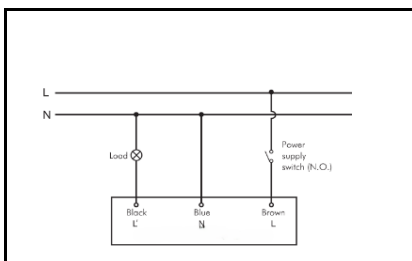 L
N
Load
Power
supply
switch (N.O.)
Black Blue Brown
L' N L